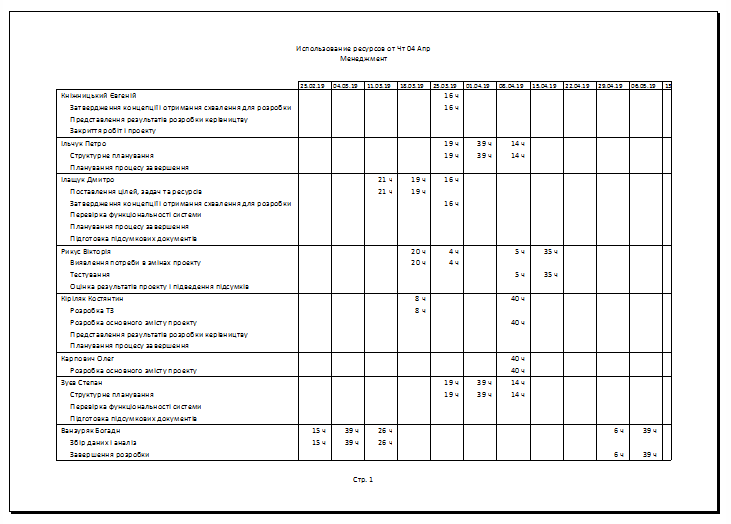 Использование ресурсов от Чт 04 Апр
Менеджмент
25.02.19 04.03.19 11.03.19 18.03.19 25.03.19 01.04.19 08.04.19 15.04.19 22.04.19 29.04.19 06.05.19 13
Книжницький Євгеній 16 ч
Затвердження концепції і отримання схвалення для розробки 16 ч
Представлення результатів розробки керівництву
Закриття робіт і проекту
Ільчук Петро 19 ч 39 ч 14 ч
Структурне планування 19 ч 39 ч 14 ч
Планування процесу завершення
Ілащук Дмитро 21 ч 19 ч 16 ч
Поставлення цілей, задач та ресурсів 21 ч 19 ч
Затвердження концепції і отримання схвалення для розробки 16 ч
Перевірка функціональності системи
Планування процесу завершення
Підготовка підсумкових документів
Рикус Вікторія 20 ч 4 ч 5 ч 35 ч
Виявлення потреби в змінах проекту 20 ч 4 ч
Тестування 5 ч 35 ч
Оцінка результатів проекту і підведення підсумків
Кіріляк Костянтин 8 ч 40 ч
Розробка ТЗ 8 ч
Розробка основного змісту проекту 40 ч
Представлення результатів розробки керівництву
Планування процесу завершення
Карпович Олег 40 ч
Розробка основного змісту проекту 40 ч
Зуєв Степан 19 ч 39 ч 14 ч
Структурне планування 19 ч 39 ч 14 ч
Перевірка функціональності системи
Підготовка підсумкових документів
Ванзуряк Богадн 15 ч 39 ч 26 ч 6 ч 39 ч
Збір даних і аналіз 15 ч 39 ч 26 ч
Завершення розробки 6 ч 39 ч
Стр. 1